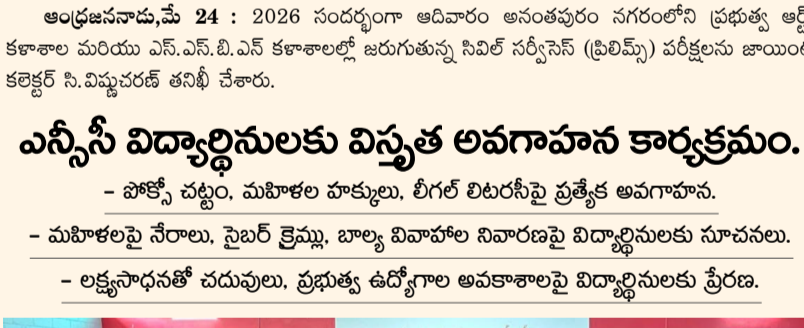 ఆంధ్రజననాడు,మే 24 : 2026 సందర్భంగా ఆదివారం అనంతపురం నగరంలోని ప్రభుత్వ ఆర్ట్
కళాశాల మరియు ఎస్.ఎస్.బి.ఎన్ కళాశాలల్లో జరుగుతున్న సివిల్ సర్వీసెస్ (ప్రిలిమ్స్) పరీక్షలను జాయింట్
కలెక్టర్ సి.విష్ణుచరణ్ తనిఖీ చేశారు.
ఎన్సీసీ విద్యార్థినులకు విస్తృత అవగాహన కార్యక్రమం.
– పోక్సో చట్టం, మహిళల హక్కులు, లీగల్ లిటరసీపై ప్రత్యేక అవగాహన.
– మహిళలపై నేరాలు, సైబర్ క్రైమ్లు, బాల్య వివాహాల నివారణపై విద్యార్థినులకు సూచనలు.
– లక్ష్యసాధనతో చదువులు, ప్రభుత్వ ఉద్యోగాల అవకాశాలపై విద్యార్థినులకు ప్రేరణ.